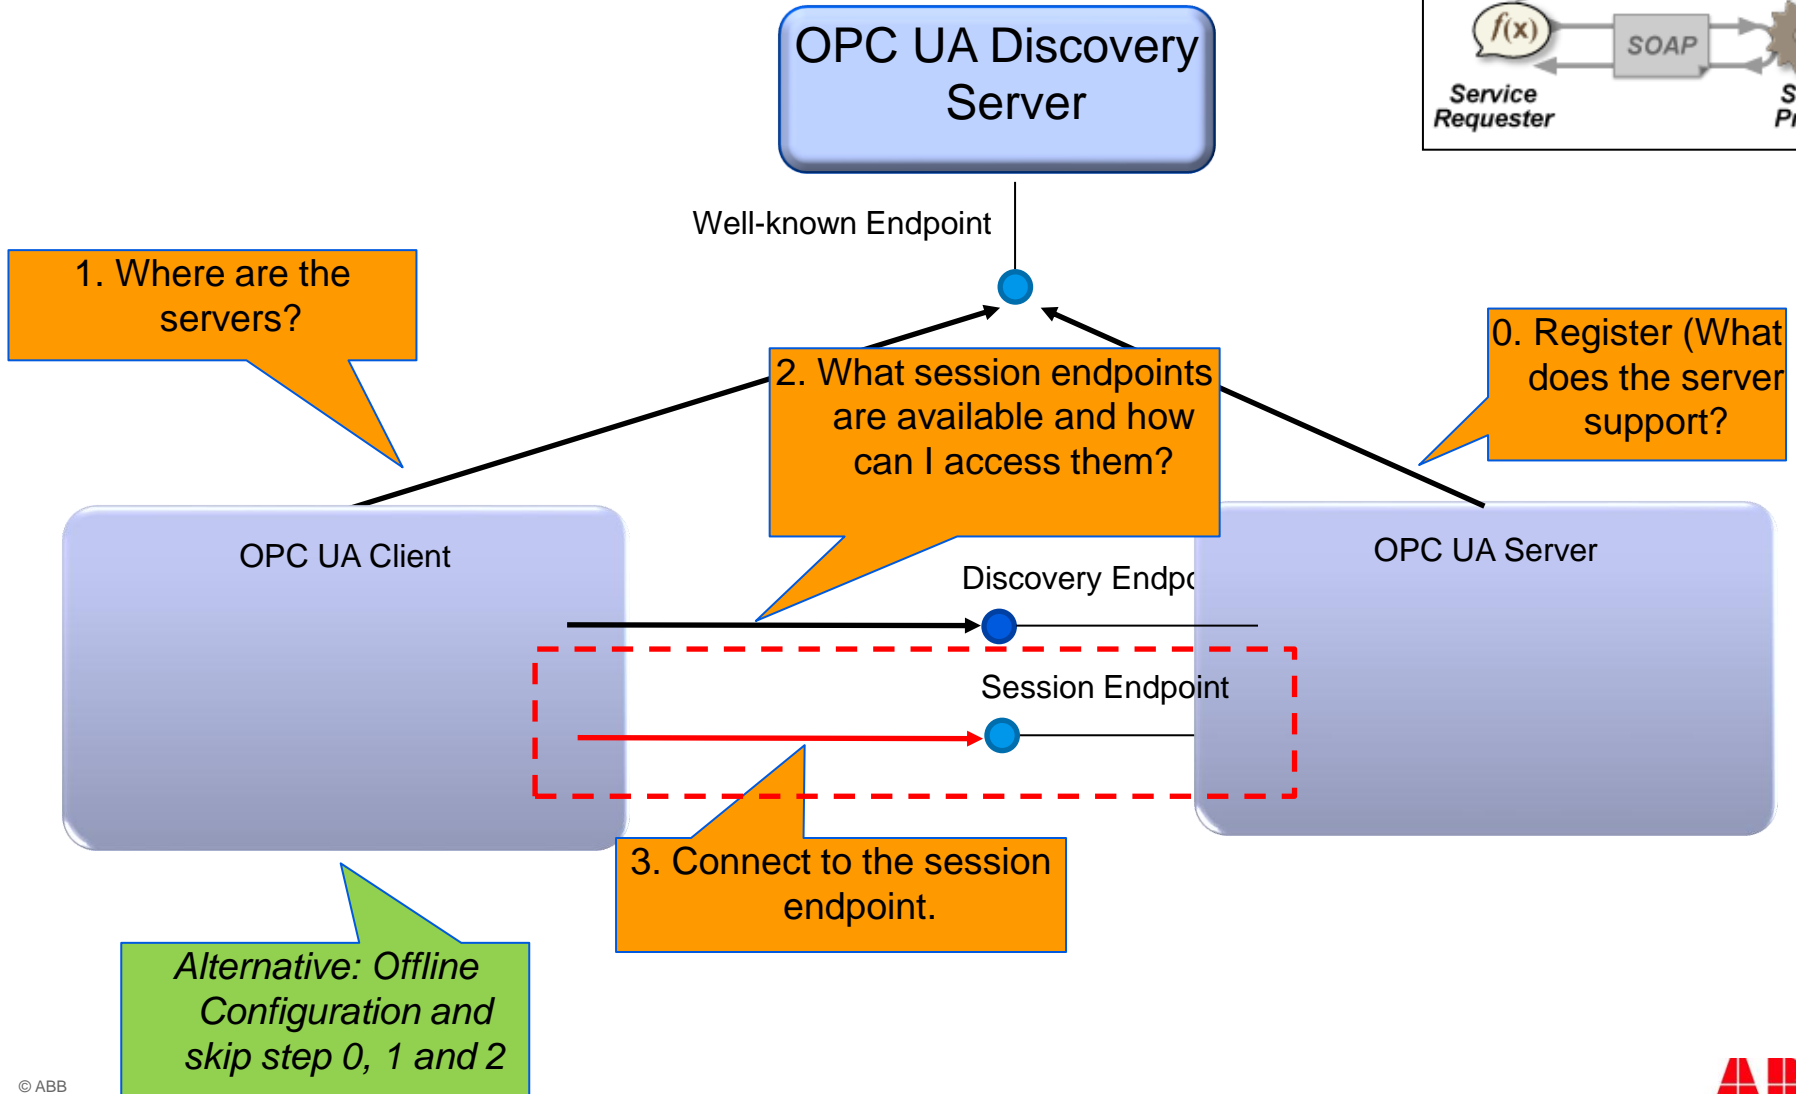 OPC UA Discovery
Server
f(x)
SOAP
Service
Requester
Well-known Endpoint
1. Where are the
servers?
0. Register (What
does the server
support?
2. What session endpoints
are available and how
can I access them?
OPC UA Client
OPC UA Server
Discovery
Session Endpoint
3. Connect to the session
endpoint.
Alternative: Offline
Configuration and
skip step 0, 1 and 2
© ABB